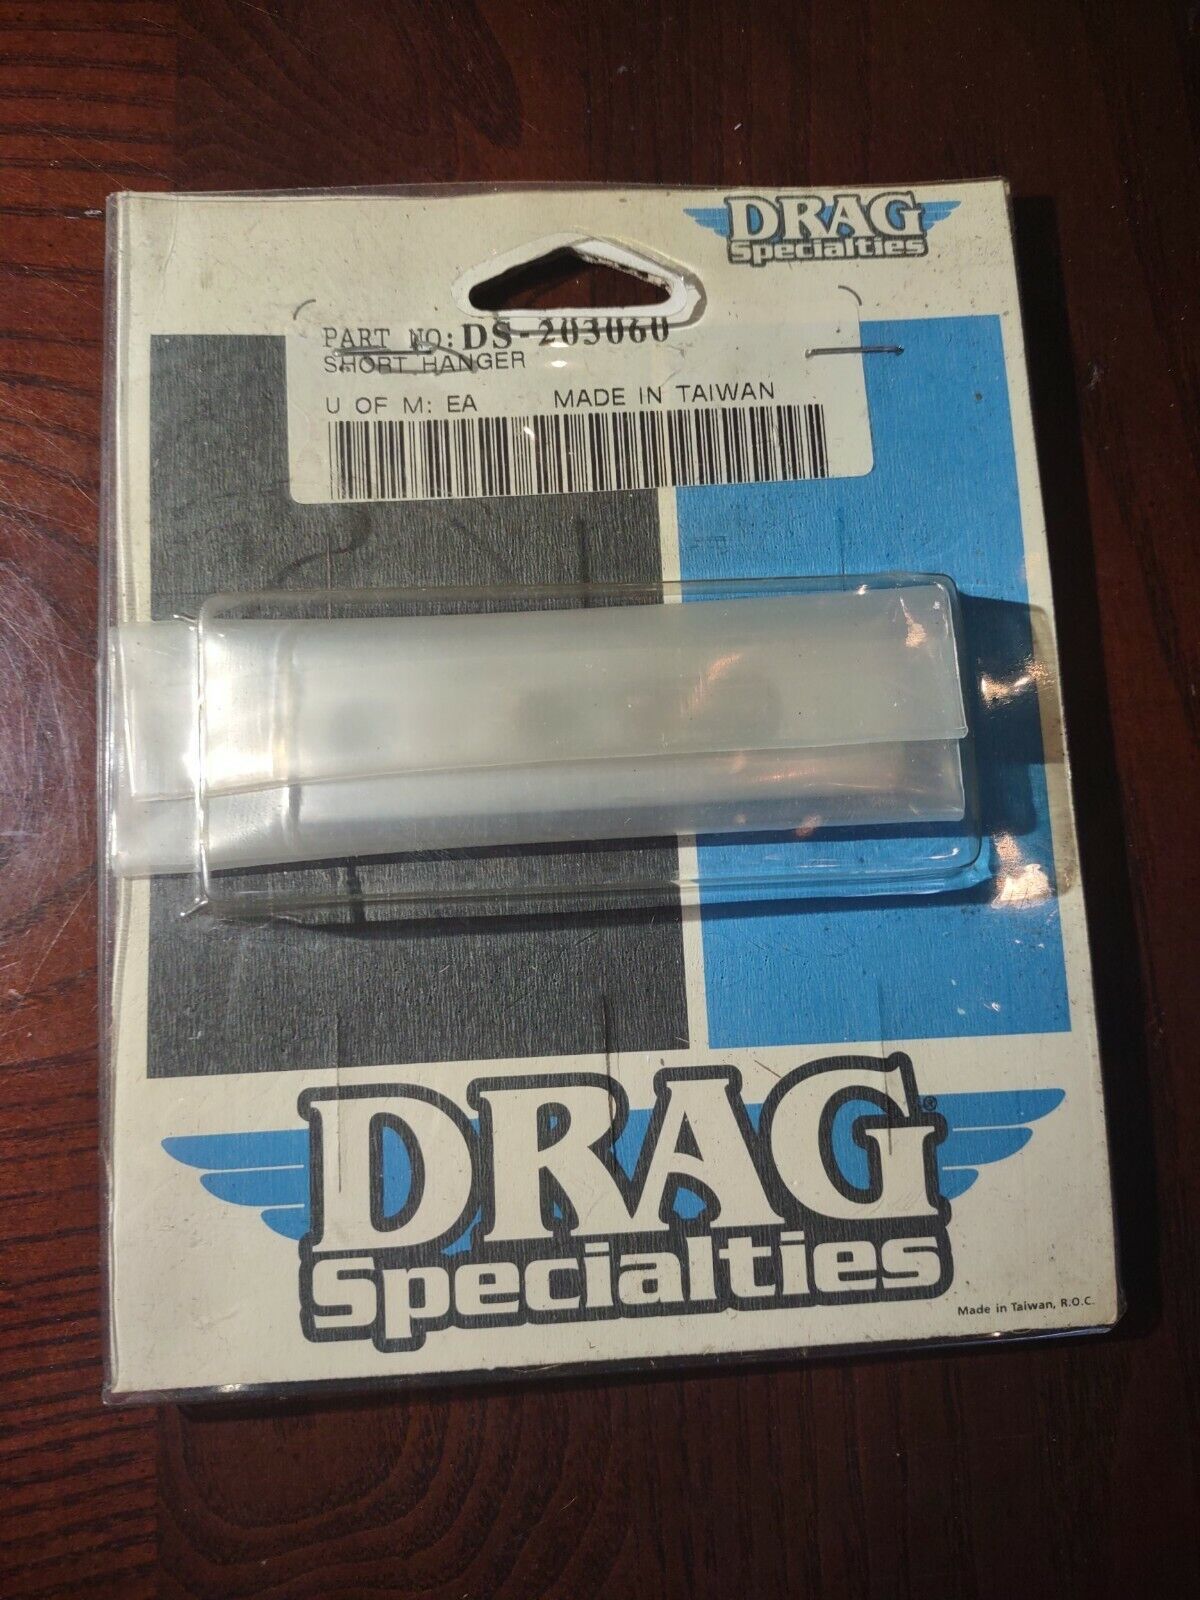 DRAG
Specialties
PART NO: DS-203060
SHORT HANGER
U OF M: EA MADE IN TAIWAN
DRAG®
Specialties
Made in Taiwan, R.O.C.